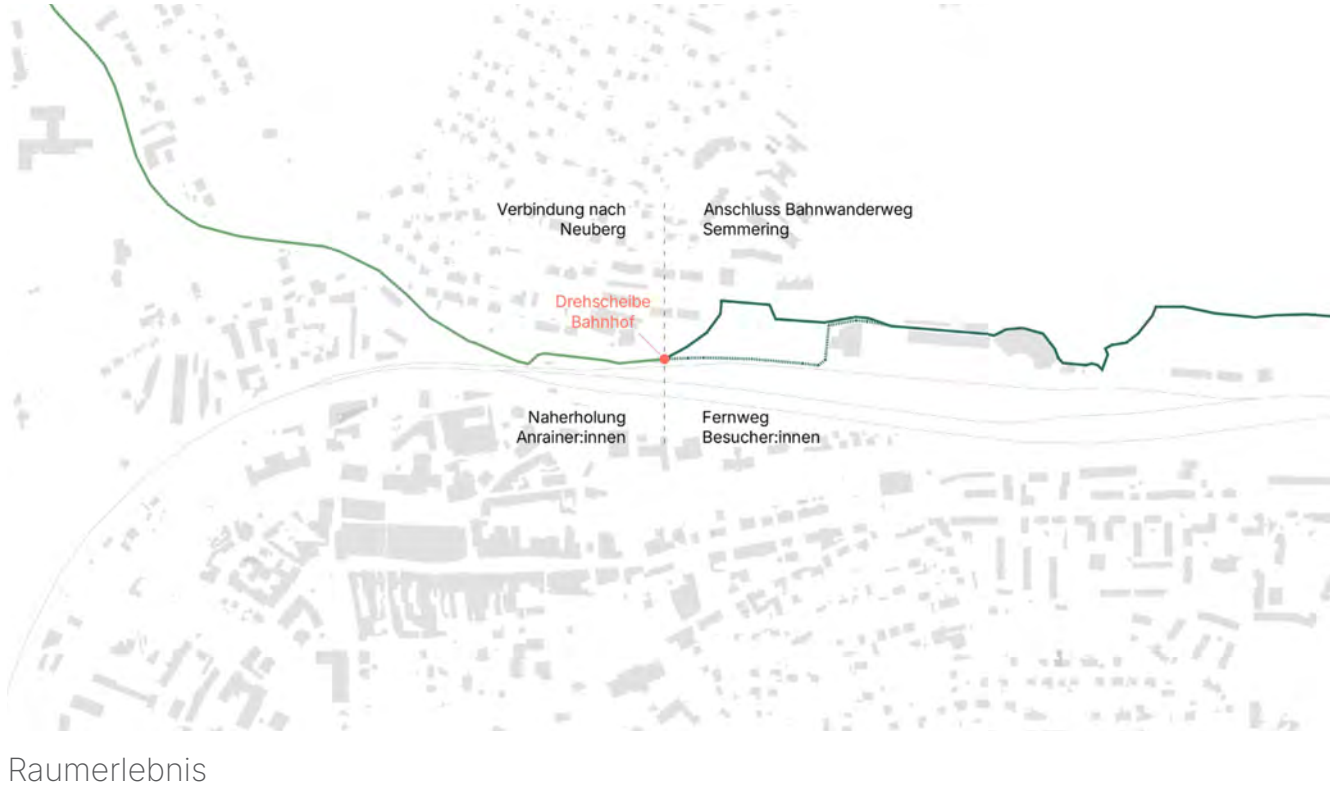 Verbindung nach
Neuberg
Anschluss Bahnwanderweg
Semmering
Drehscheibe
Bahnhof
Naherholung
Anrainer:innen
Fernweg
Besucher:innen
Raumerlebnis